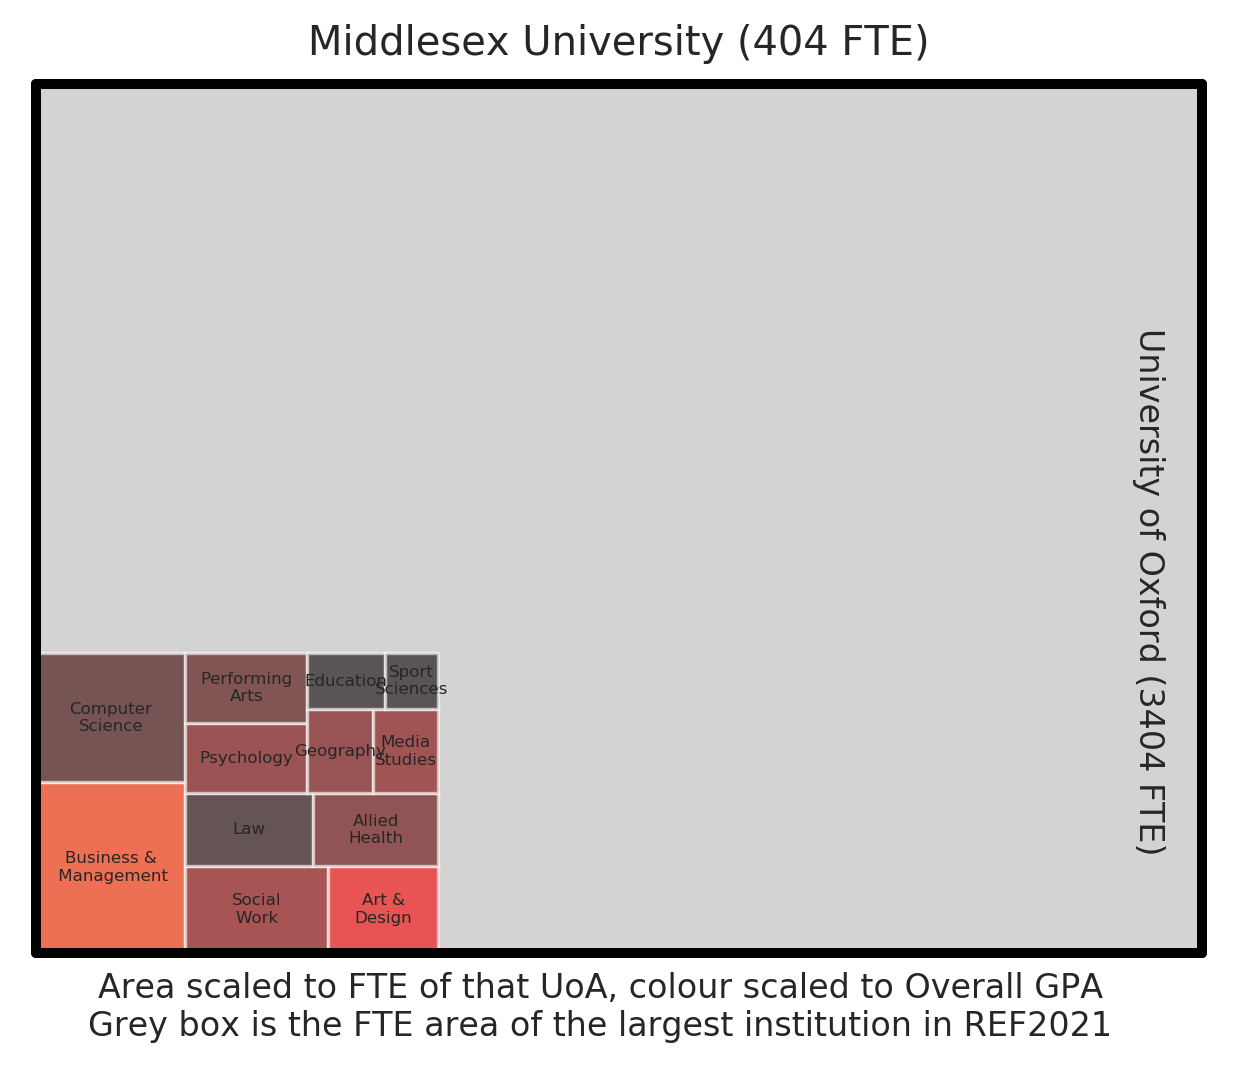 Middlesex University (404 FTE)
University of Oxford (3404 FTE)
Computer
Science
Performing
Arts
Education
Sport
Sciences
Psychology
Geography
Media
Studies
Business &
Management
Law
Allied
Health
Social
Work
Art &
Design
Area scaled to FTE of that UoA, colour scaled to Overall GPA
Grey box is the FTE area of the largest institution in REF2021